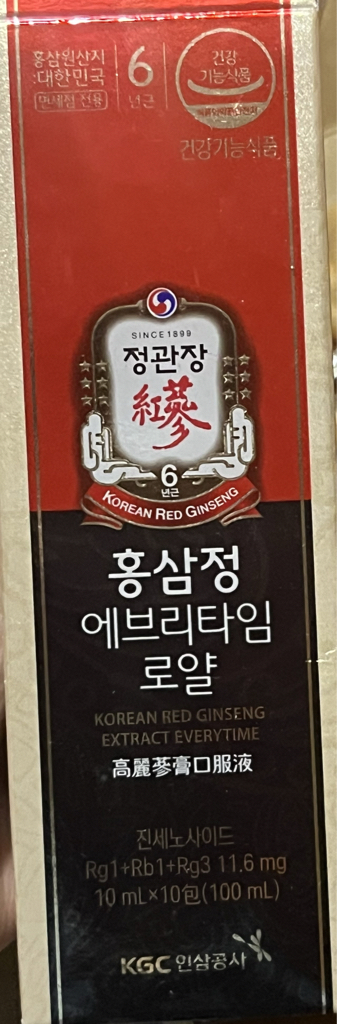 홍삼원산지
:대한민국
면세점 전용
6
년근
건강
기능식품
건강기능식품
SINCE 1899
정관장
紅蔘
6
년근
KOREAN RED GINSENG
홍삼정
에브리타임
로얄
KOREAN RED GINSENG
EXTRACT EVERYTIME
高麗蔘膏口服液
진세노사이드
Rg1+Rb1+Rg3 11.6 mg
10 mL×10包(100 mL)
KGC 인삼공사